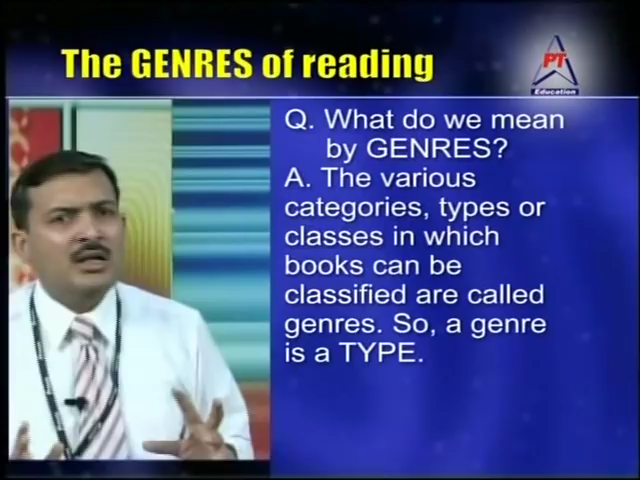 The GENRES of reading
PT
Education
Q. What do we mean
by GENRES?
A. The various
categories, types or
classes in which
books can be
classified are called
genres. So, a genre
is a TYPE.